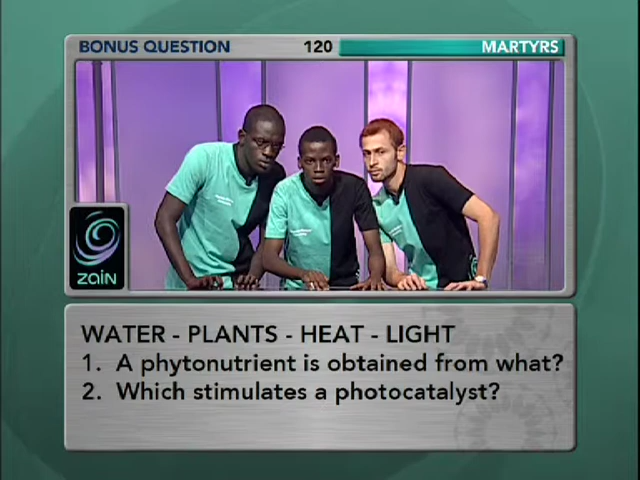 BONUS QUESTION 120 MARTYRS
zain
WATER - PLANTS - HEAT - LIGHT
1. A phytonutrient is obtained from what?
2. Which stimulates a photocatalyst?